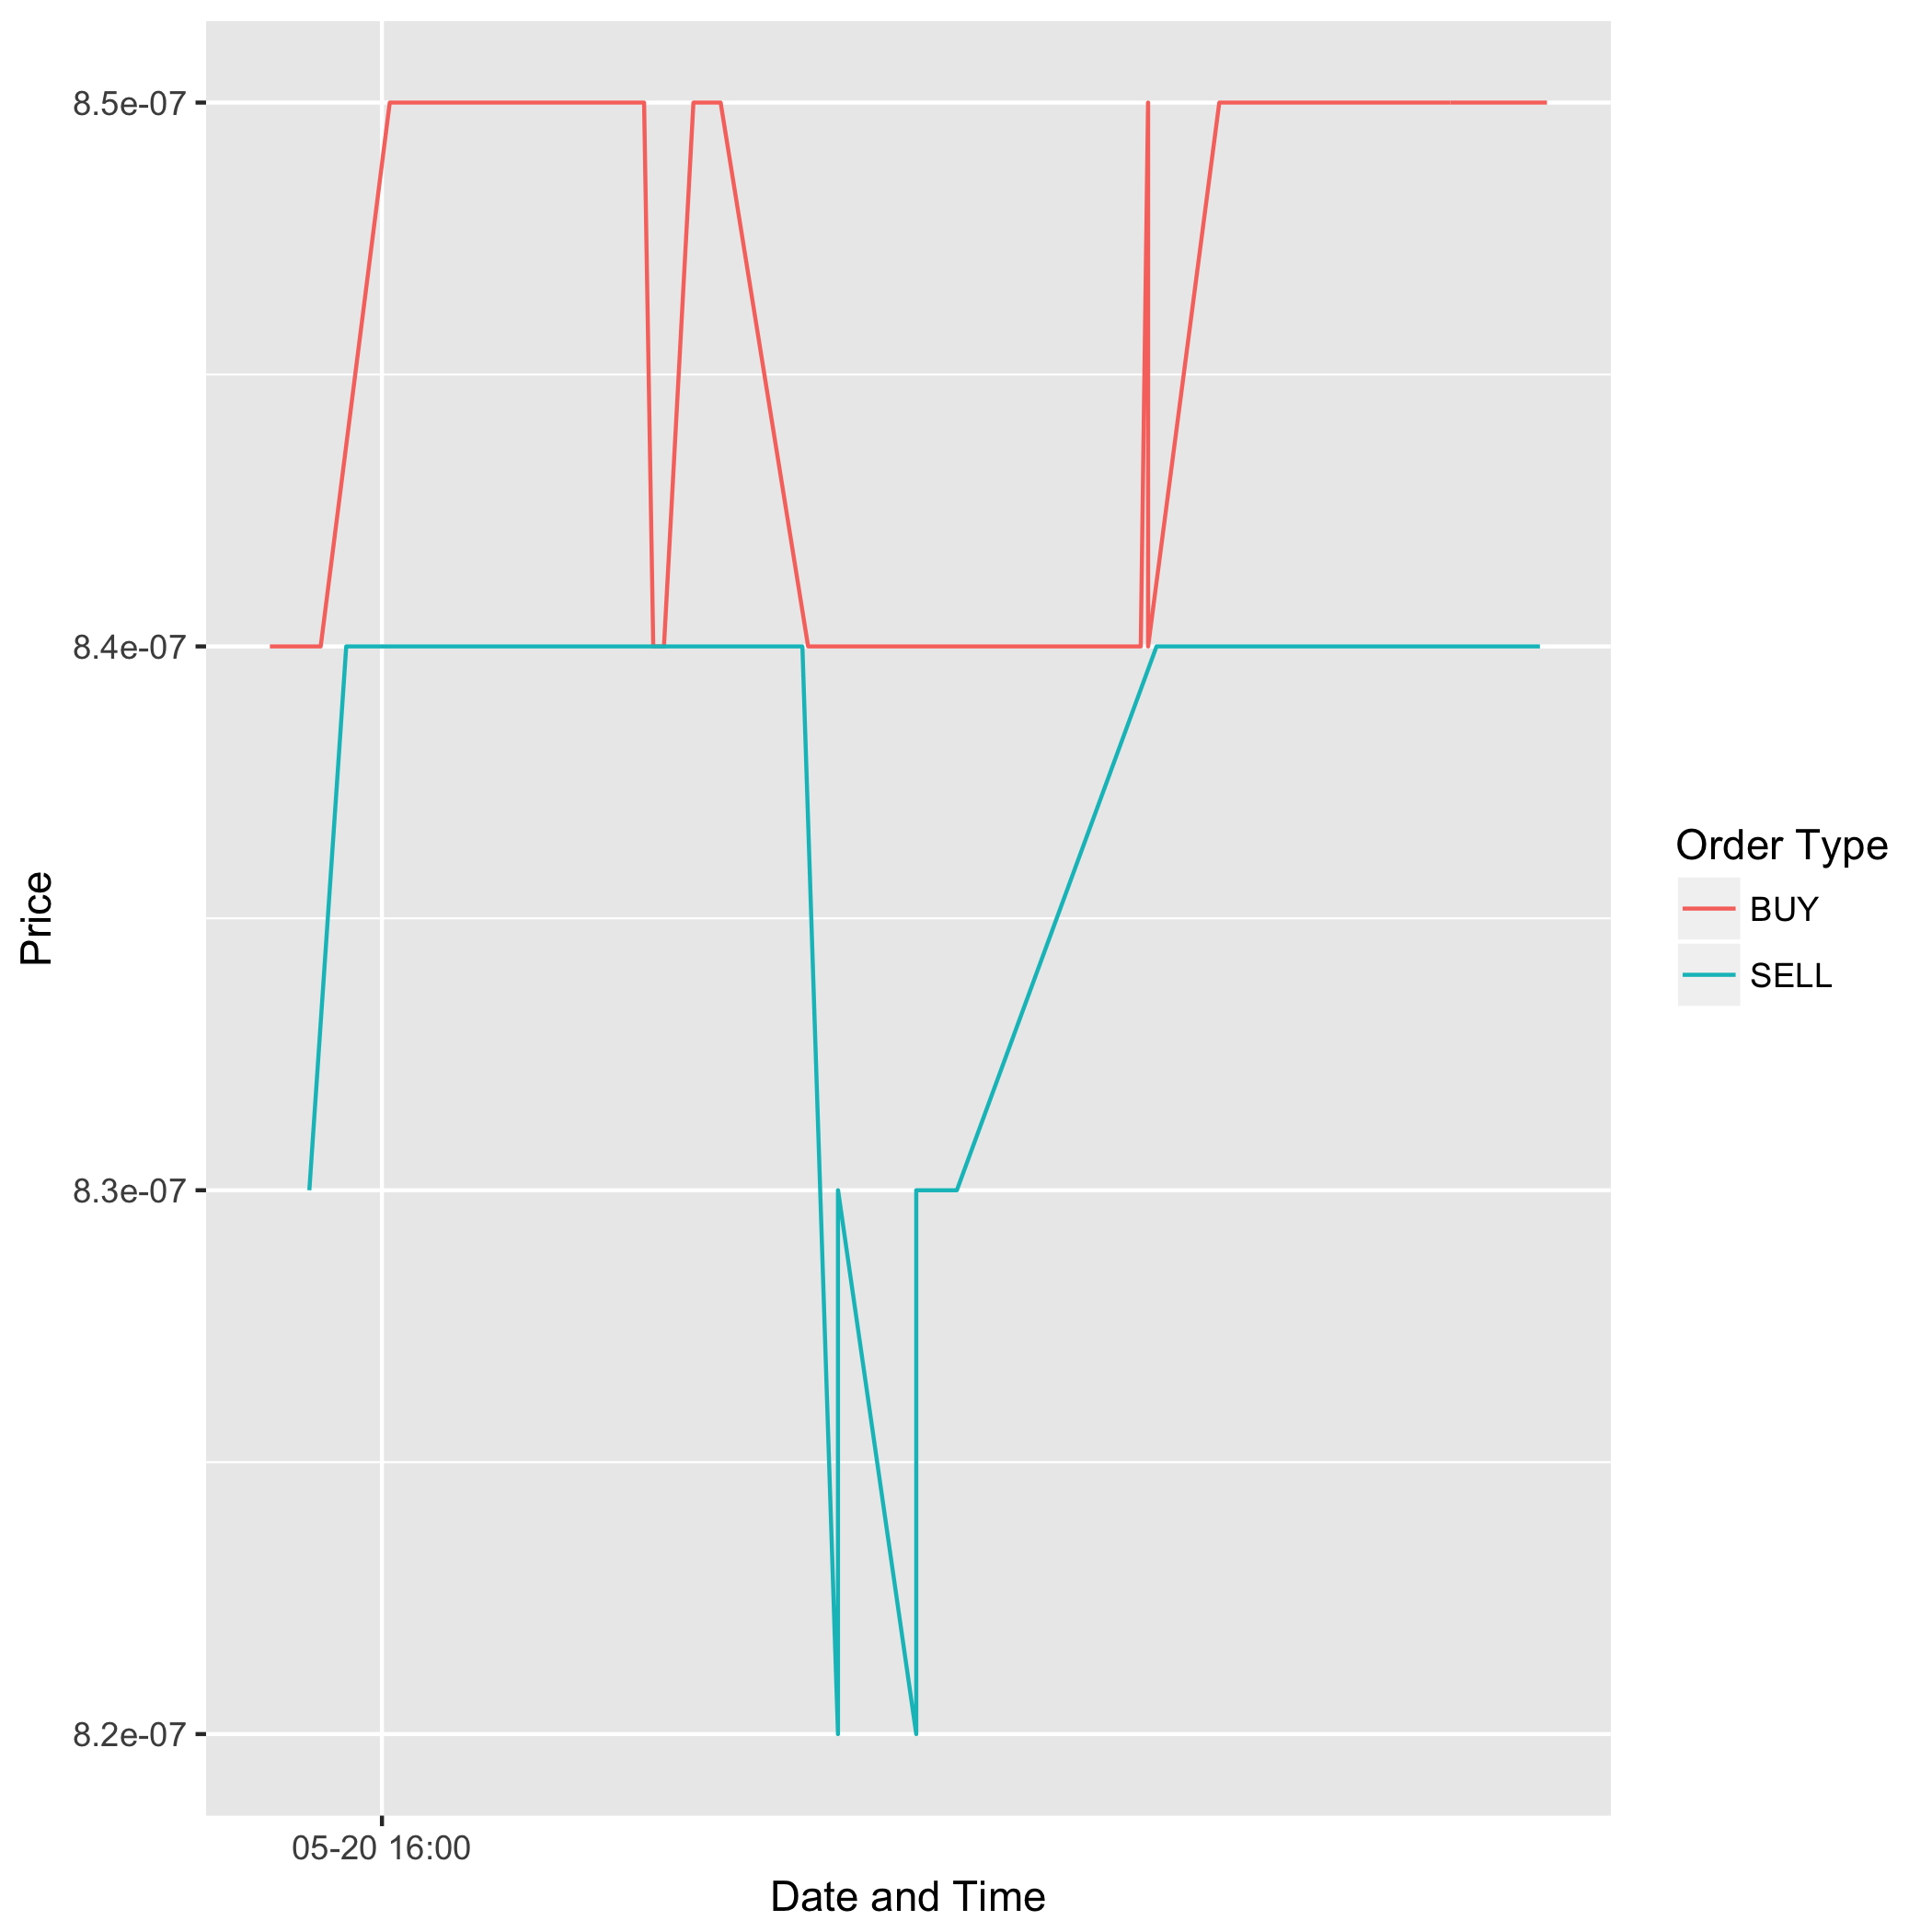 8.5e-07
8.4e-07
8.3e-07
8.2e-07
Price
05-20 16:00
Date and Time
Order Type
BUY
SELL